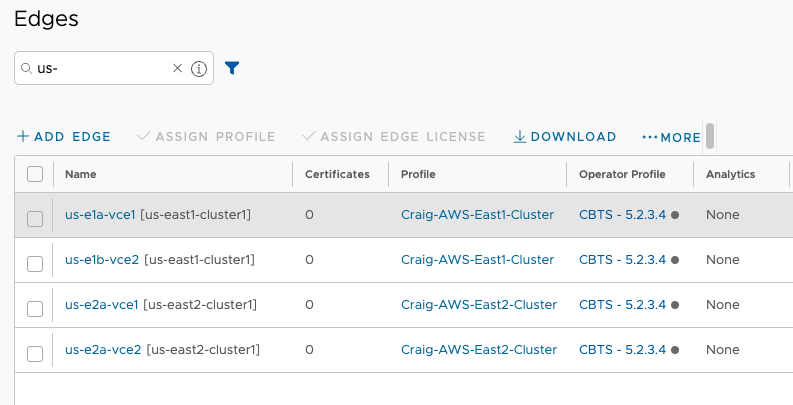 Edges
us-
ADD EDGE ASSIGN PROFILE ASSIGN EDGE LICENSE DOWNLOAD MORE
Name Certificates Profile Operator Profile Analytics
us-e1a-vce1 [us-east1-cluster1] 0 Craig-AWS-East1-Cluster CBTS - 5.2.3.4 None
us-e1b-vce2 [us-east1-cluster1] 0 Craig-AWS-East1-Cluster CBTS - 5.2.3.4 None
us-e2a-vce1 [us-east2-cluster1] 0 Craig-AWS-East2-Cluster CBTS - 5.2.3.4 None
us-e2a-vce2 [us-east2-cluster1] 0 Craig-AWS-East2-Cluster CBTS - 5.2.3.4 None